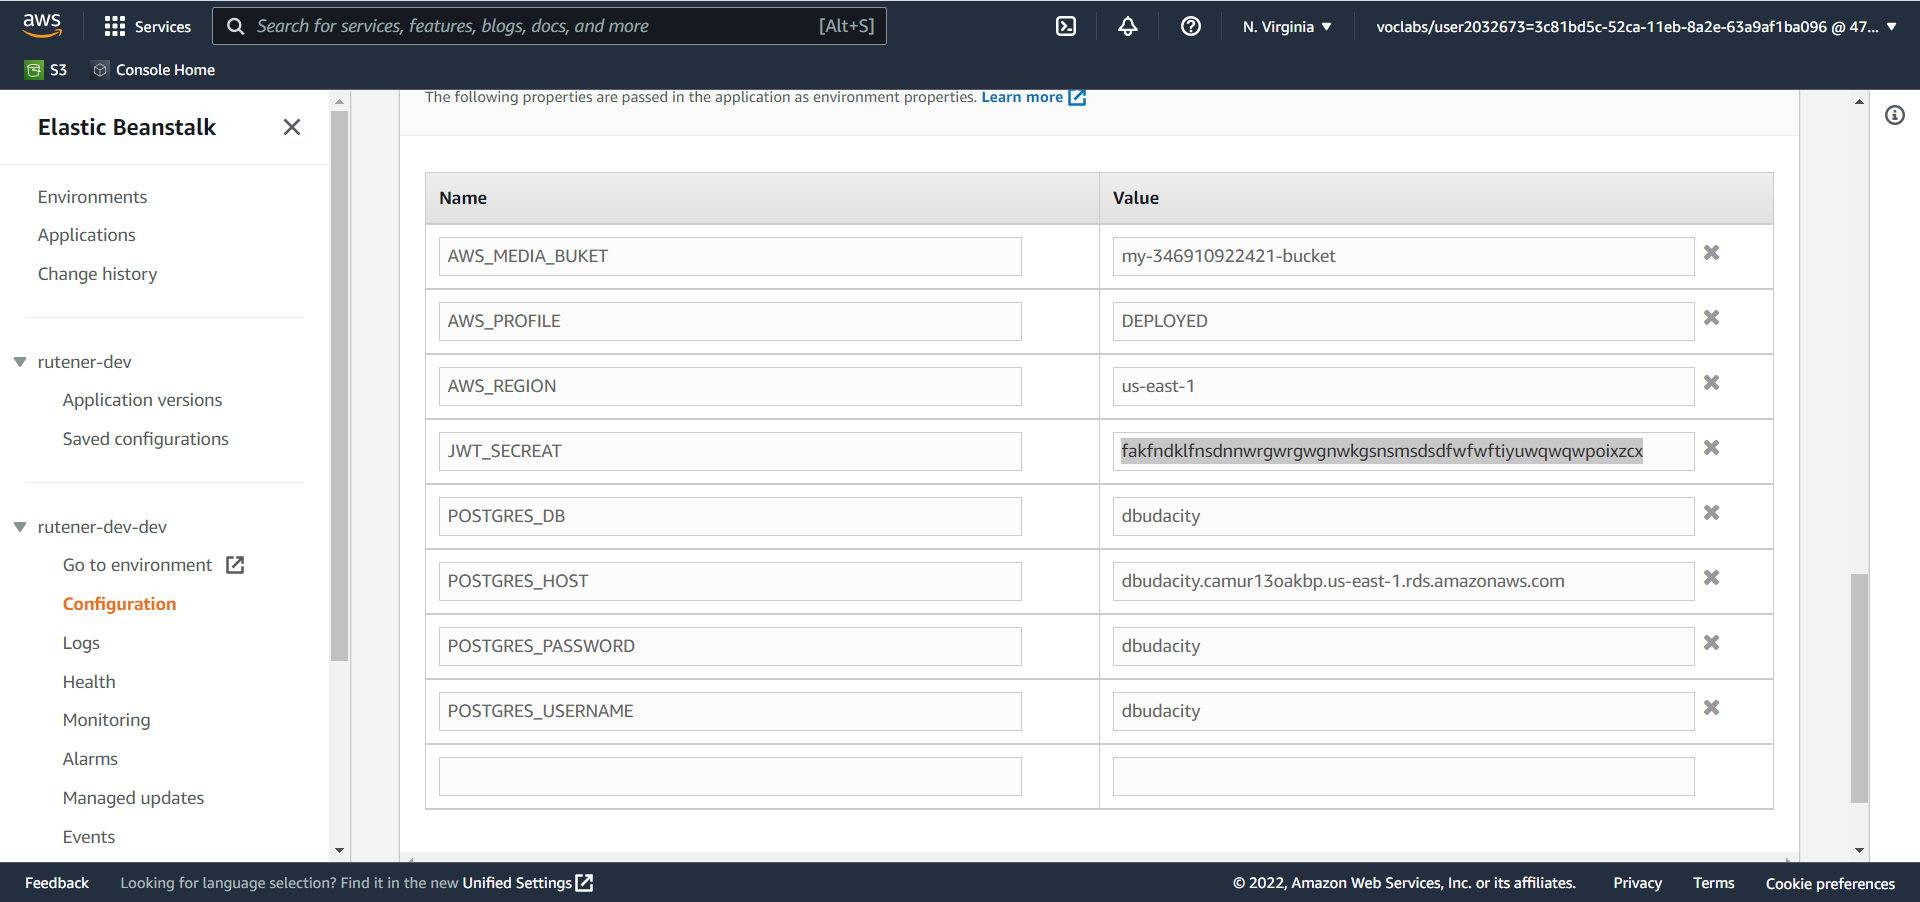 aws
Services
Search for services, features, blogs, docs, and more
[Alt+S]
N. Virginia
voclabs/user2032673=3c81bd5c-52ca-11eb-8a2e-63a9af1ba096 @ 47...
S3
Console Home
Elastic Beanstalk
Environments
Applications
Change history
rutener-dev
Application versions
Saved configurations
rutener-dev-dev
Go to environment
Configuration
Logs
Health
Monitoring
Alarms
Managed updates
Events
The following properties are passed in the application as environment properties. Learn more
Name Value
AWS_MEDIA_BUKET my-346910922421-bucket
AWS_PROFILE DEPLOYED
AWS_REGION us-east-1
JWT_SECREAT fakfndklfnsdnnwrgwrgwgnwkgsnsmsdsdfwfwftiyuwqwqwpoixzcx
POSTGRES_DB dbudacity
POSTGRES_HOST dbudacity.camur13oakbp.us-east-1.rds.amazonaws.com
POSTGRES_PASSWORD dbudacity
POSTGRES_USERNAME dbudacity
Feedback
Looking for language selection? Find it in the new Unified Settings
© 2022, Amazon Web Services, Inc. or its affiliates.
Privacy
Terms
Cookie preferences